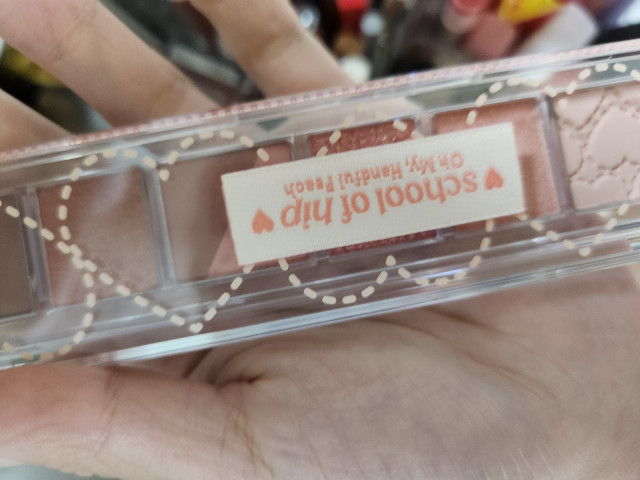 ♥school of hip♥
Oh My, Handful Peach